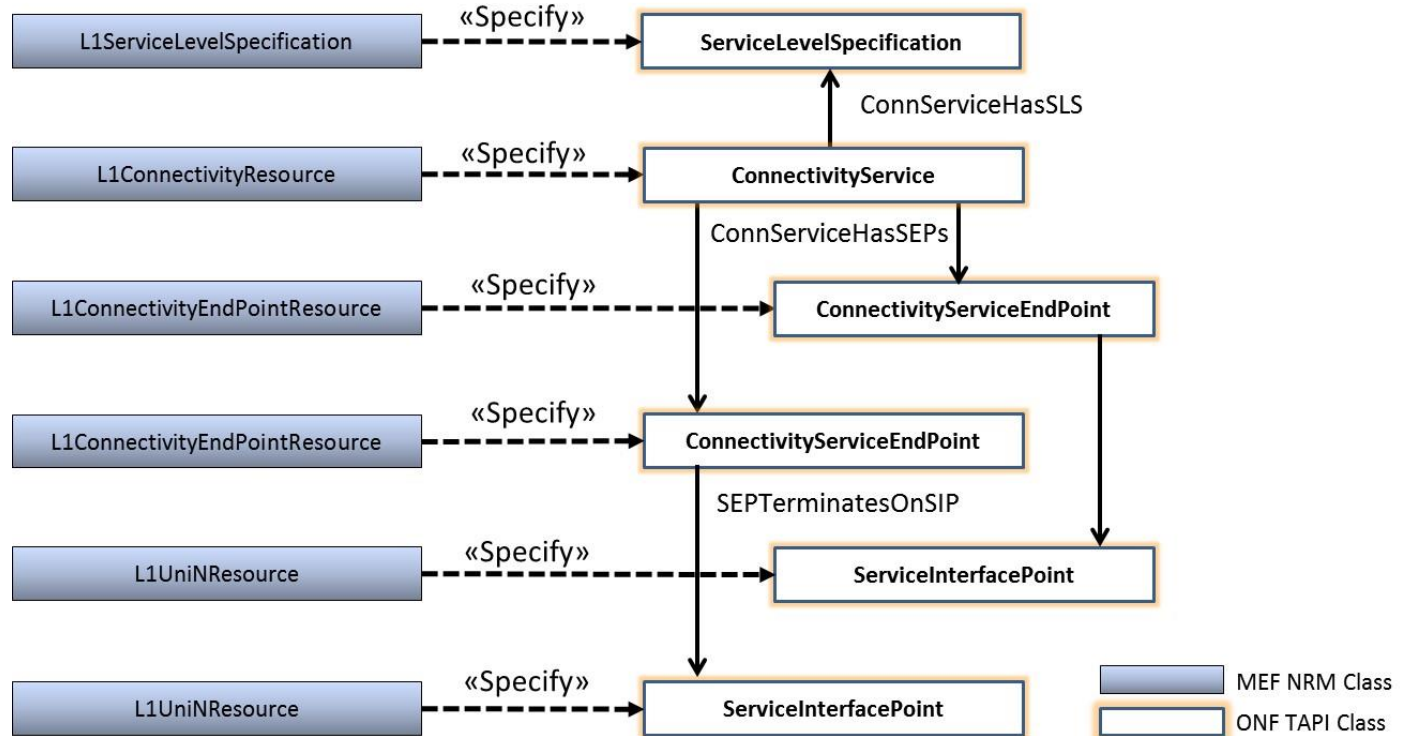 «Specify»
L1ServiceLevelSpecification
ServiceLevelSpecification
ConnServiceHasSLS
«Specify»
L1ConnectivityResource
ConnectivityService
ConnServiceHasSEPs
«Specify»
L1ConnectivityEndPointResource
ConnectivityServiceEndPoint
«Specify»
L1ConnectivityEndPointResource
ConnectivityServiceEndPoint
SEPTerminatesOnSIP
«Specify»
L1UniNResource
ServiceInterfacePoint
«Specify»
L1UniNResource
ServiceInterfacePoint
MEF NRM Class
ONF TAPI Class